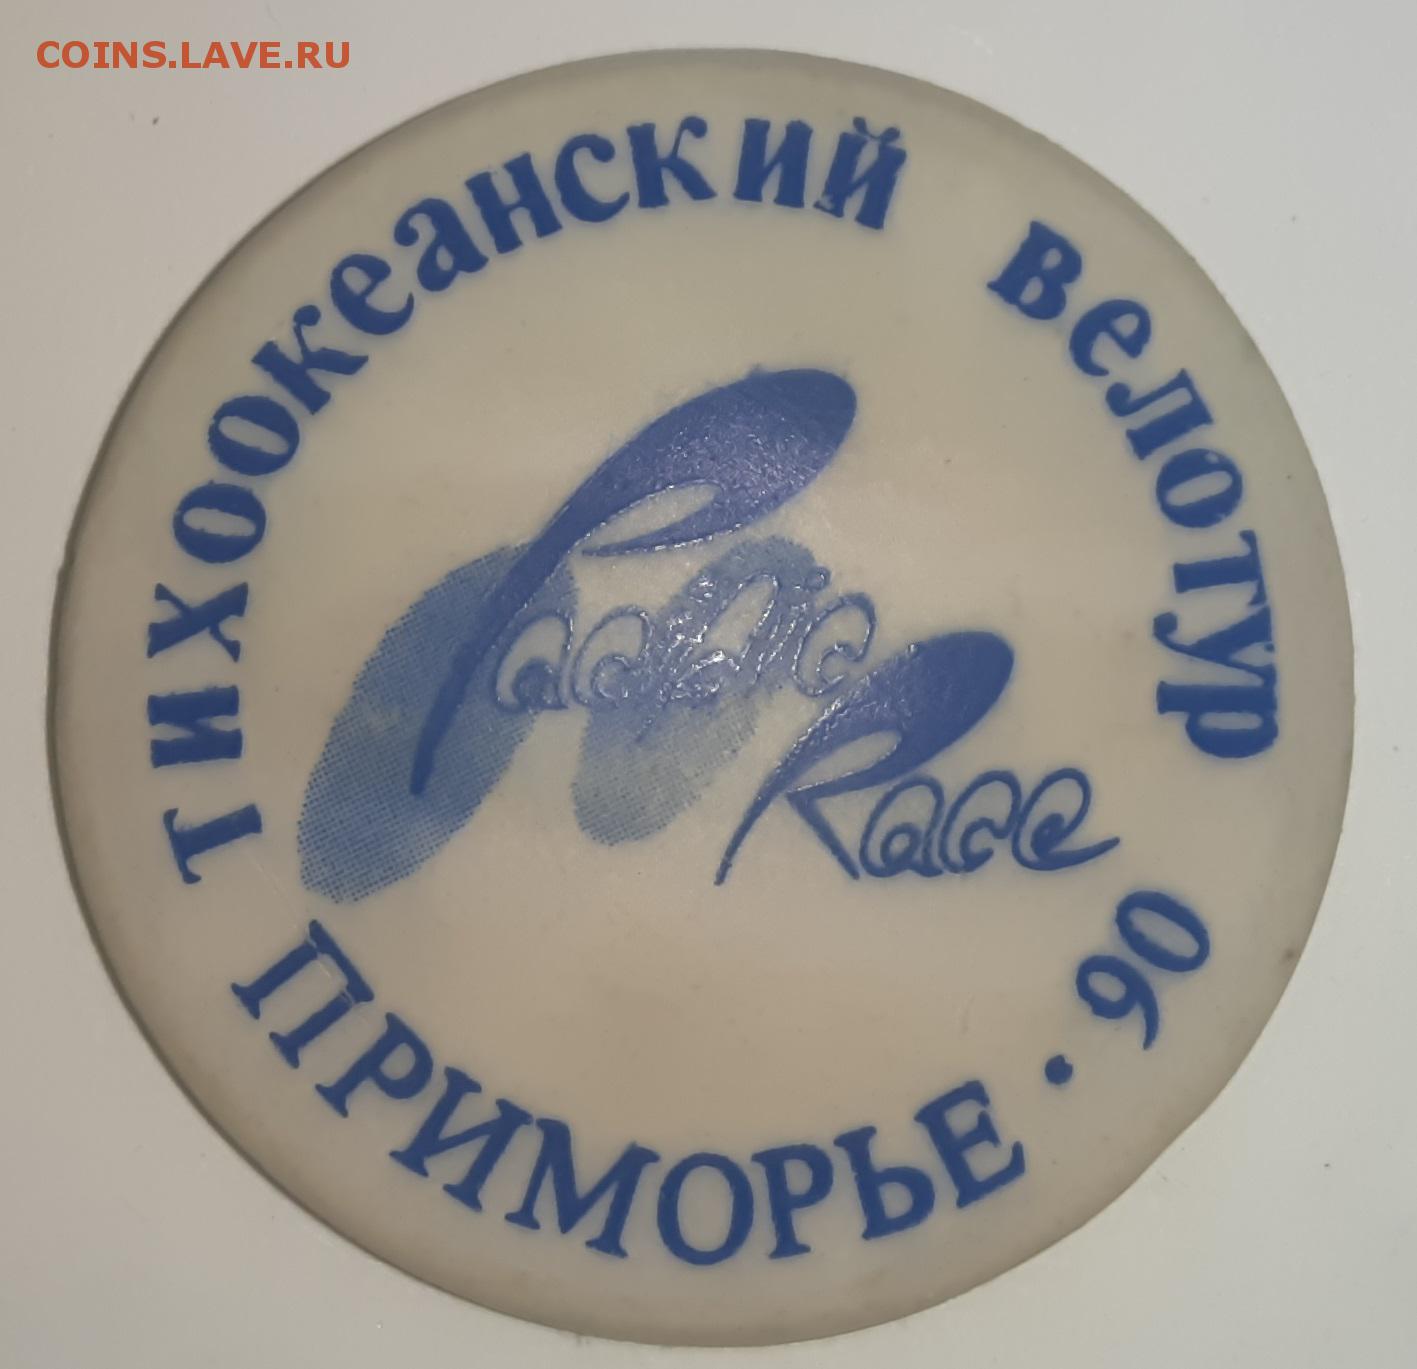 COINS.LAVE.RU
Тихоокеанский велотур
Pacific
Race
ПРИМОРЬЕ · 90